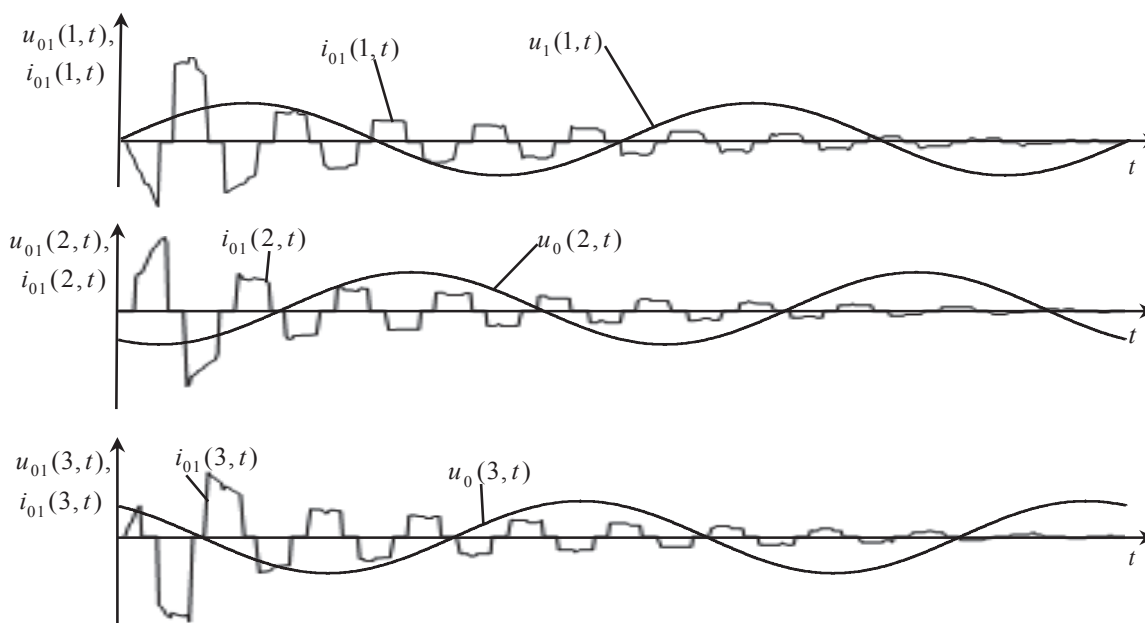 u₀₁(1, t),
i₀₁(1, t)
i₀₁(1, t)
u₁(1, t)
t
u₀₁(2, t),
i₀₁(2, t)
i₀₁(2, t)
u₀(2, t)
t
u₀₁(3, t),
i₀₁(3, t)
i₀₁(3, t)
u₀(3, t)
t